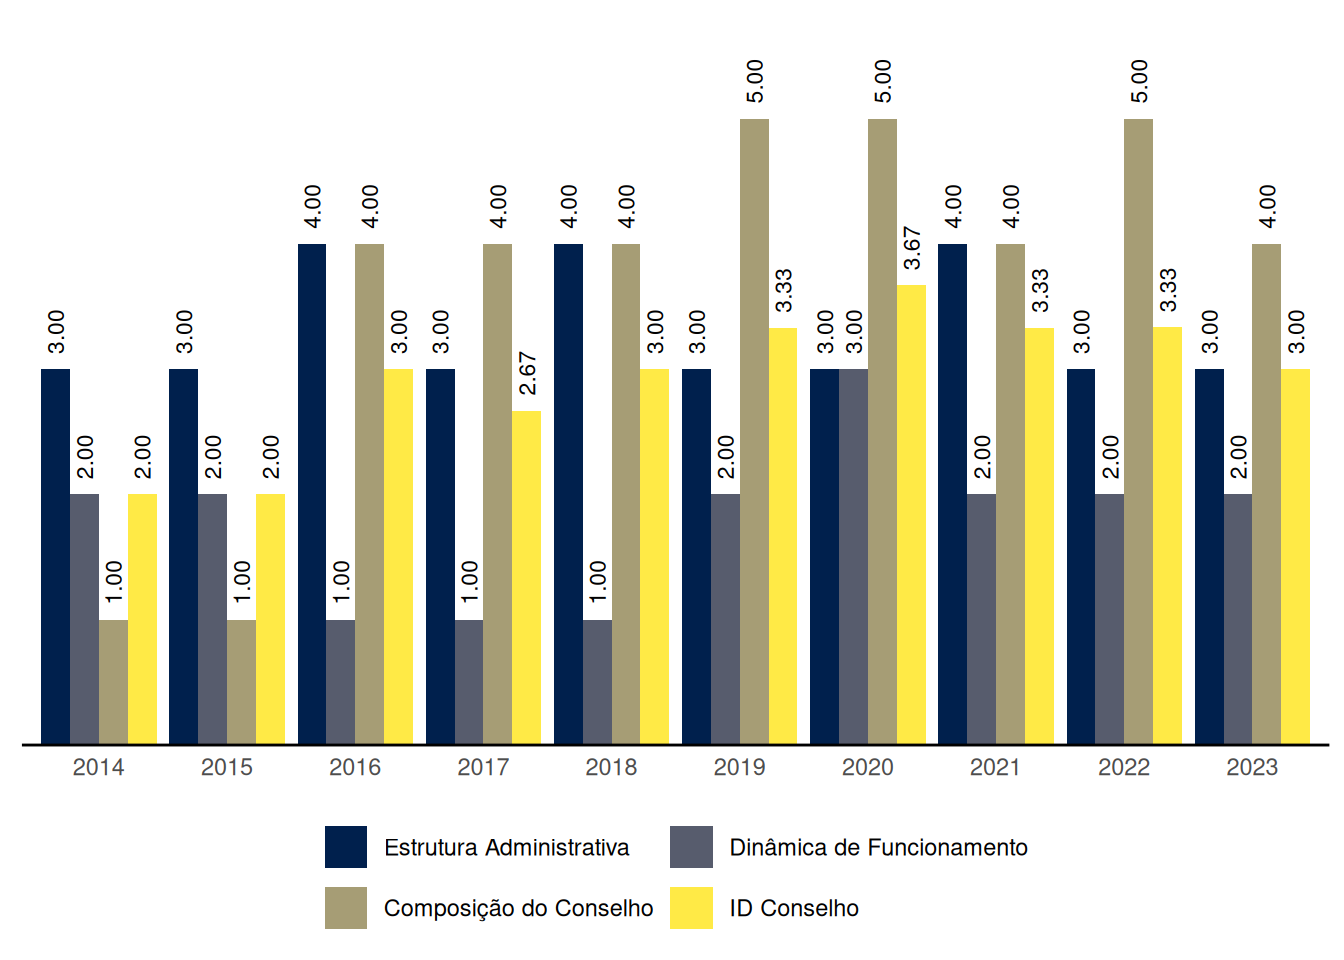 5.00 5.00 5.00
4.00 4.00 4.00 4.00 4.00 4.00 4.00 4.00
3.67
3.33 3.33 3.33
3.00 3.00 3.00 3.00 3.00 3.00 3.00 3.00 3.00 3.00 3.00
2.67
2.00 2.00 2.00 2.00 2.00 2.00 2.00 2.00
1.00 1.00 1.00 1.00 1.00
2014 2015 2016 2017 2018 2019 2020 2021 2022 2023
Estrutura Administrativa Dinâmica de Funcionamento
Composição do Conselho ID Conselho